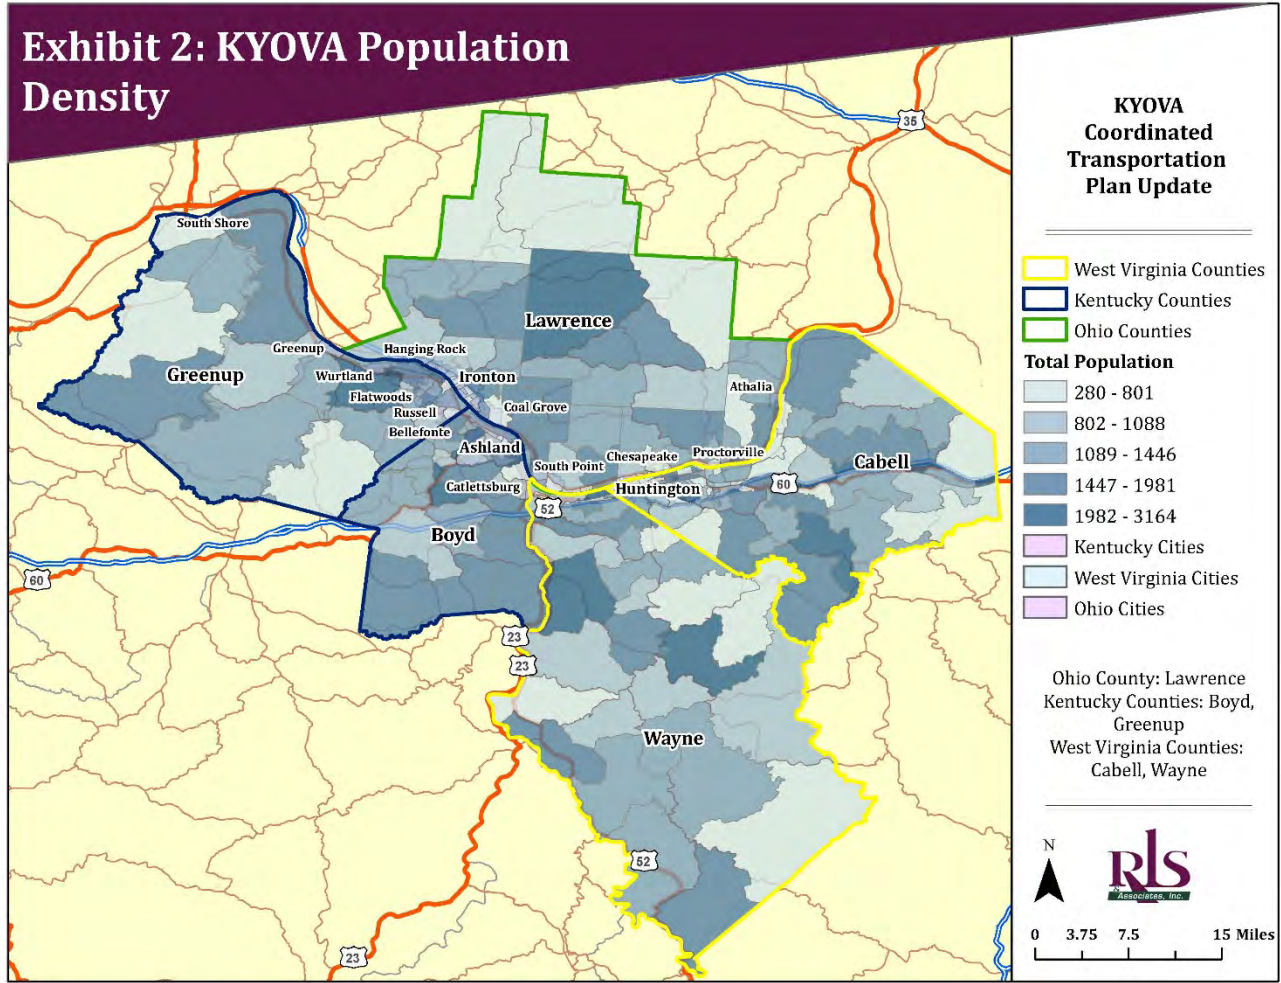 Exhibit 2: KYOVA Population
Density
35
South Shore
Lawrence
Greenup
Hanging Rock
Greenup
Wurtland
Ironton
Flatwoods
Athalia
Russell
Coal Grove
Bellefonte
Ashland
Chesapeake
Proctorville
South Point
Cabell
Catlettsburg
Huntington
60
52
Boyd
60
23
23
Wayne
52
23
KYOVA
Coordinated
Transportation
Plan Update
West Virginia Counties
Kentucky Counties
Ohio Counties
Total Population
280 - 801
802 - 1088
1089 - 1446
1447 - 1981
1982 - 3164
Kentucky Cities
West Virginia Cities
Ohio Cities
Ohio County: Lawrence
Kentucky Counties: Boyd,
Greenup
West Virginia Counties:
Cabell, Wayne
N
RLS
& Associates, Inc.
0 3.75 7.5 15 Miles